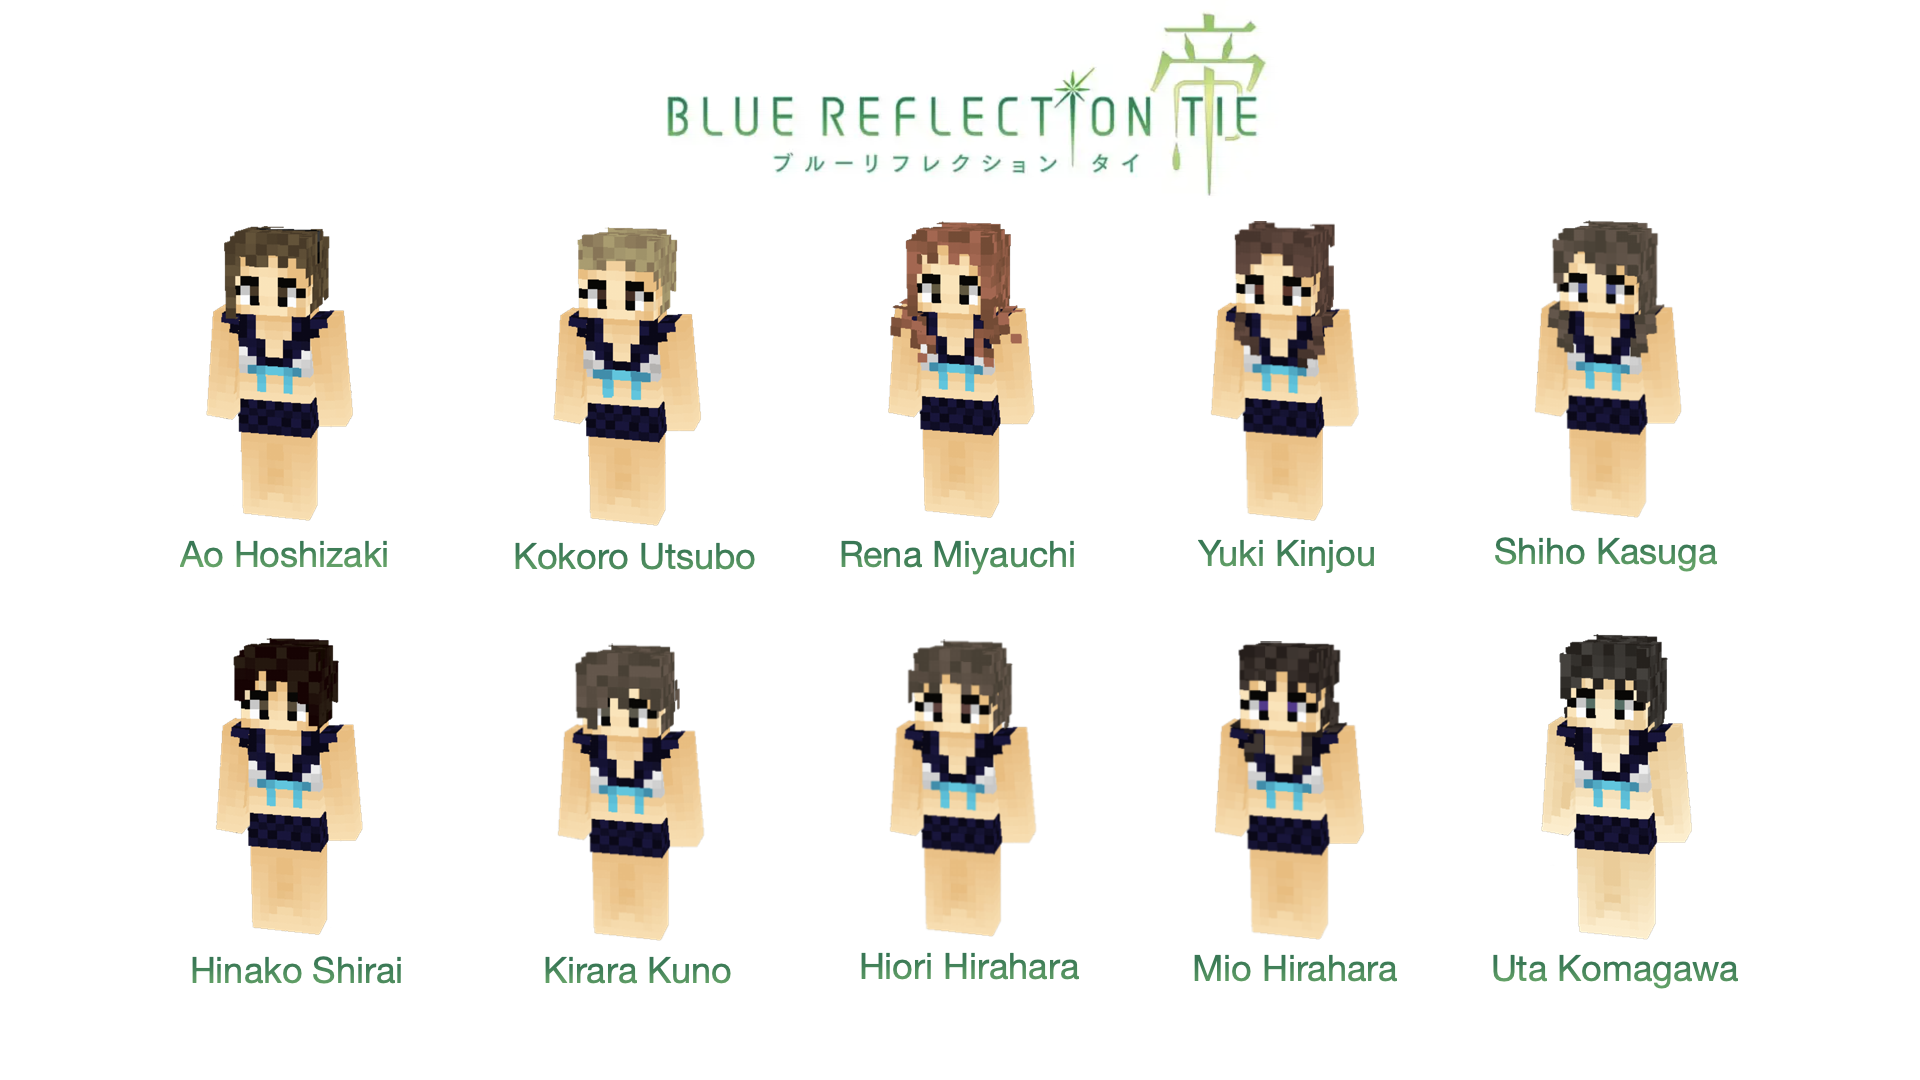 BLUE REFLECTION TIE
帝
ブルーリフレクション タイ
Ao Hoshizaki
Kokoro Utsubo
Rena Miyauchi
Yuki Kinjou
Shiho Kasuga
Hinako Shirai
Kirara Kuno
Hiori Hirahara
Mio Hirahara
Uta Komagawa